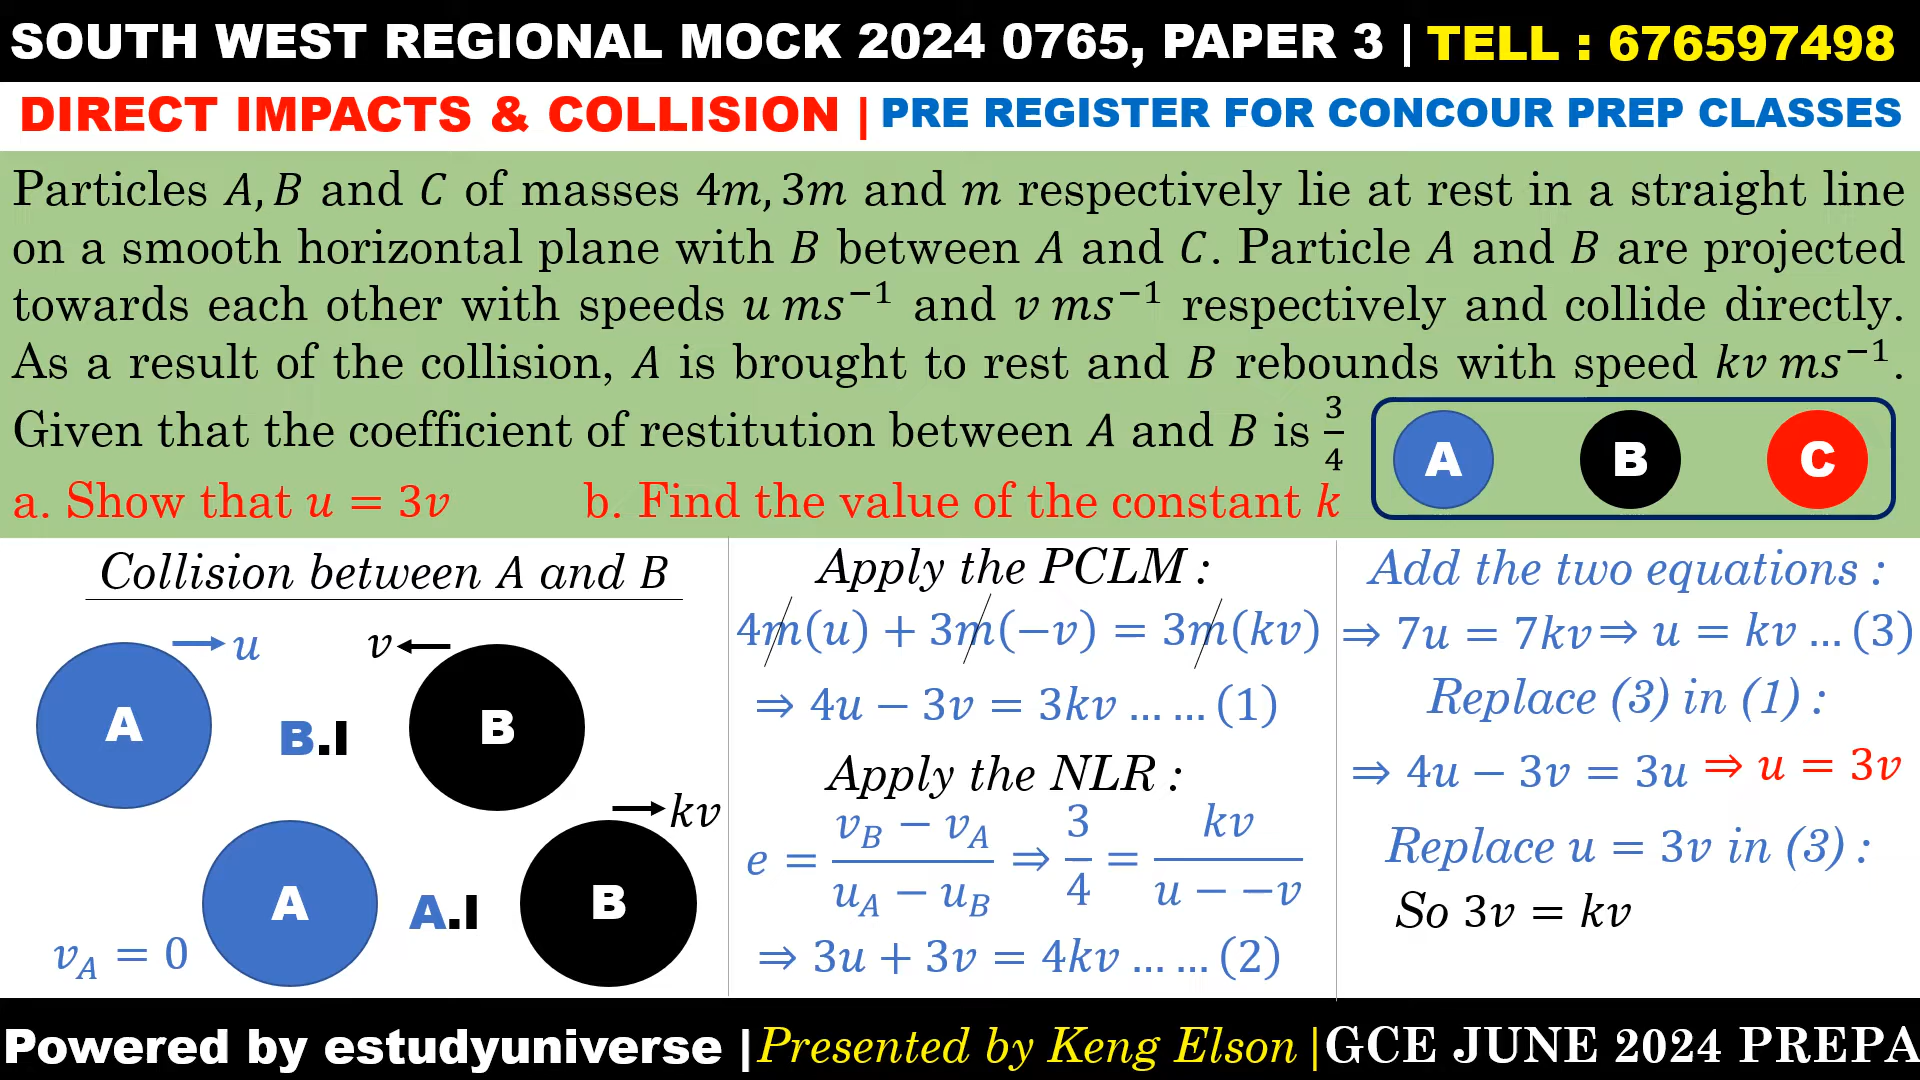 SOUTH WEST REGIONAL MOCK 2024 0765, PAPER 3 | TELL : 676597498
DIRECT IMPACTS & COLLISION | PRE REGISTER FOR CONCOUR PREP CLASSES
Particles A, B and C of masses 4m, 3m and m respectively lie at rest in a straight line
on a smooth horizontal plane with B between A and C. Particle A and B are projected
towards each other with speeds u ms⁻¹ and v ms⁻¹ respectively and collide directly.
As a result of the collision, A is brought to rest and B rebounds with speed kv ms⁻¹.
Given that the coefficient of restitution between A and B is 3/4
a. Show that u = 3v b. Find the value of the constant k
A B C
Collision between A and B
u v
A B.I B
kv
A A.I B
v_A = 0
Apply the PCLM :
4m(u) + 3m(−v) = 3m(kv)
⇒ 4u − 3v = 3kv … … (1)
Apply the NLR :
e = (v_B − v_A)/(u_A − u_B) ⇒ 3/4 = kv/(u − −v)
⇒ 3u + 3v = 4kv … … (2)
Add the two equations :
⇒ 7u = 7kv ⇒ u = kv … (3)
Replace (3) in (1) :
⇒ 4u − 3v = 3u ⇒ u = 3v
Replace u = 3v in (3) :
So 3v = kv
Powered by estudyuniverse | Presented by Keng Elson | GCE JUNE 2024 PREPA